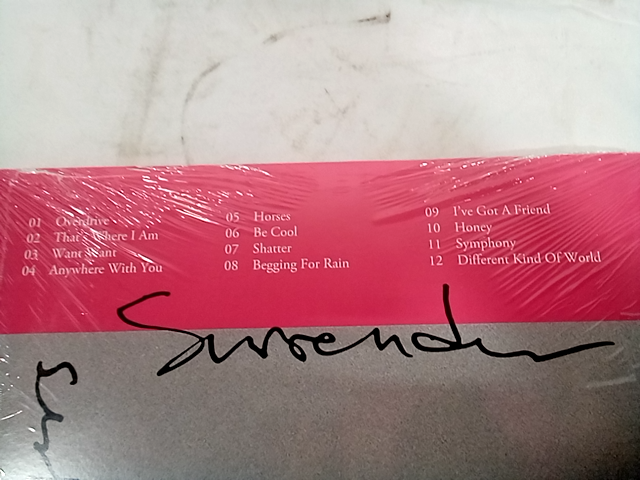 01 Overdrive
02 That's Where I Am
03 Want Want
04 Anywhere With You
05 Horses
06 Be Cool
07 Shatter
08 Begging For Rain
09 I've Got A Friend
10 Honey
11 Symphony
12 Different Kind Of World
Surrender